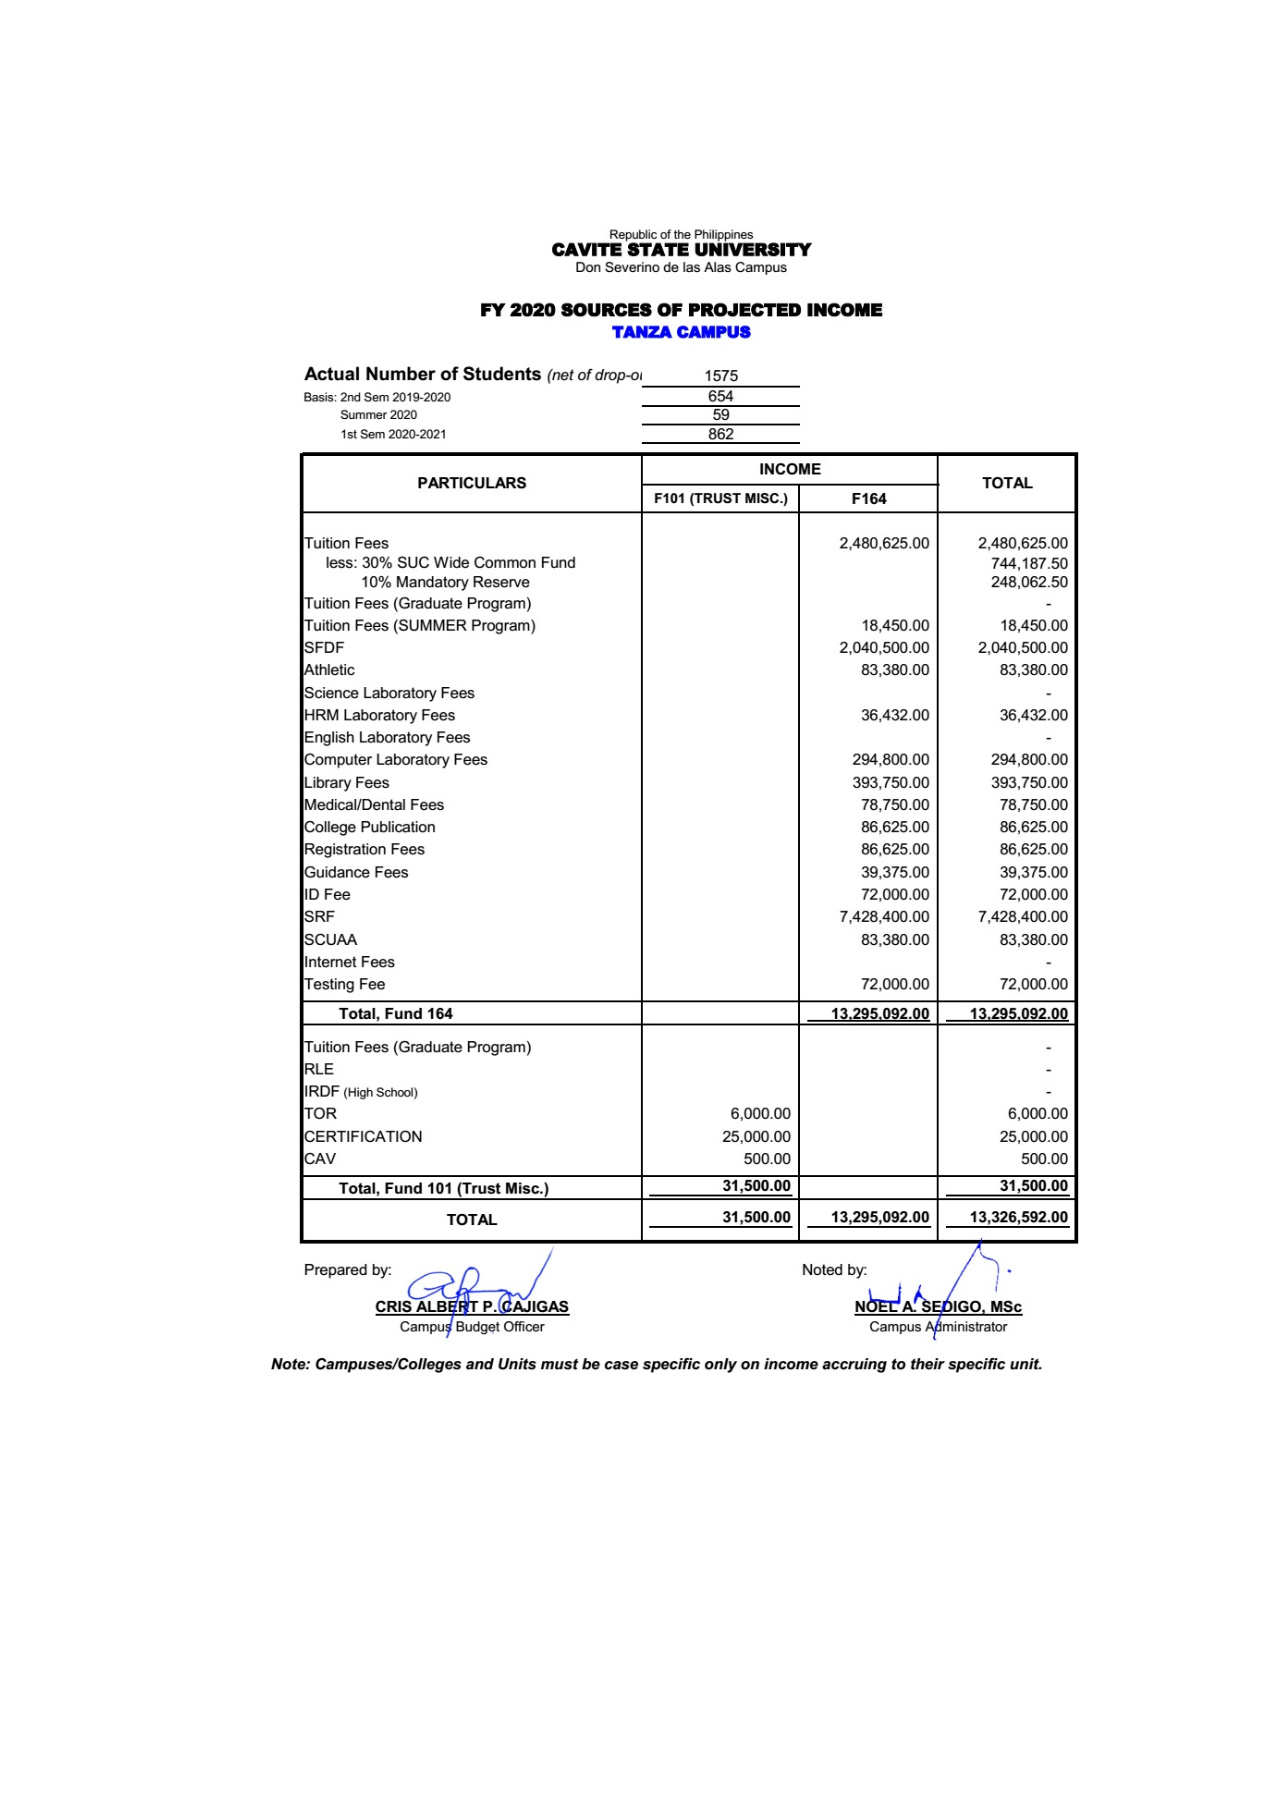 Republic of the Philippines
CAVITE STATE UNIVERSITY
Don Severino de las Alas Campus
FY 2020 SOURCES OF PROJECTED INCOME
TANZA CAMPUS
Actual Number of Students (net of drop-ou 1575
Basis: 2nd Sem 2019-2020 654
Summer 2020 59
1st Sem 2020-2021 862
PARTICULARS INCOME TOTAL
F101 (TRUST MISC.) F164
Tuition Fees 2,480,625.00 2,480,625.00
less: 30% SUC Wide Common Fund 744,187.50
10% Mandatory Reserve 248,062.50
Tuition Fees (Graduate Program) -
Tuition Fees (SUMMER Program) 18,450.00 18,450.00
SFDF 2,040,500.00 2,040,500.00
Athletic 83,380.00 83,380.00
Science Laboratory Fees -
HRM Laboratory Fees 36,432.00 36,432.00
English Laboratory Fees -
Computer Laboratory Fees 294,800.00 294,800.00
Library Fees 393,750.00 393,750.00
Medical/Dental Fees 78,750.00 78,750.00
College Publication 86,625.00 86,625.00
Registration Fees 86,625.00 86,625.00
Guidance Fees 39,375.00 39,375.00
ID Fee 72,000.00 72,000.00
SRF 7,428,400.00 7,428,400.00
SCUAA 83,380.00 83,380.00
Internet Fees -
Testing Fee 72,000.00 72,000.00
Total, Fund 164 13,295,092.00 13,295,092.00
Tuition Fees (Graduate Program) -
RLE -
IRDF (High School) -
TOR 6,000.00 6,000.00
CERTIFICATION 25,000.00 25,000.00
CAV 500.00 500.00
Total, Fund 101 (Trust Misc.) 31,500.00 31,500.00
TOTAL 31,500.00 13,295,092.00 13,326,592.00
Prepared by: Noted by:
CRIS ALBERT P. CAJIGAS NOEL A. SEDIGO, MSc
Campus Budget Officer Campus Administrator
Note: Campuses/Colleges and Units must be case specific only on income accruing to their specific unit.